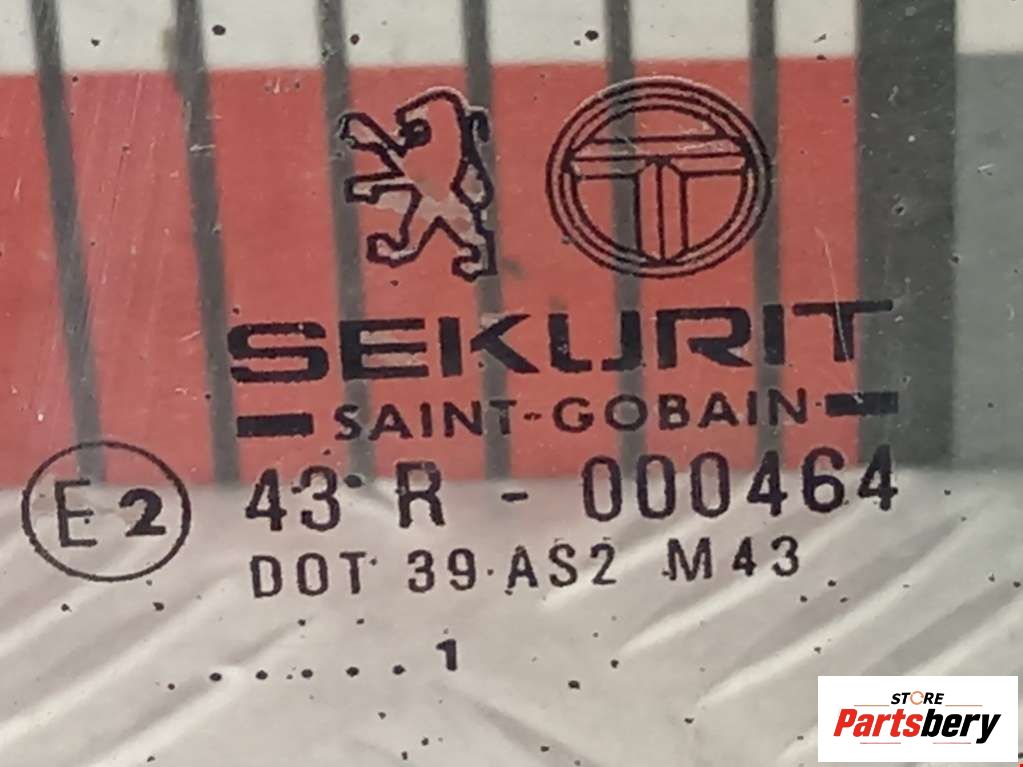 SEKURIT
SAINT-GOBAIN
E2 43 R - 000464
DOT 39 AS2 M43
.....1
STORE
Partsbery